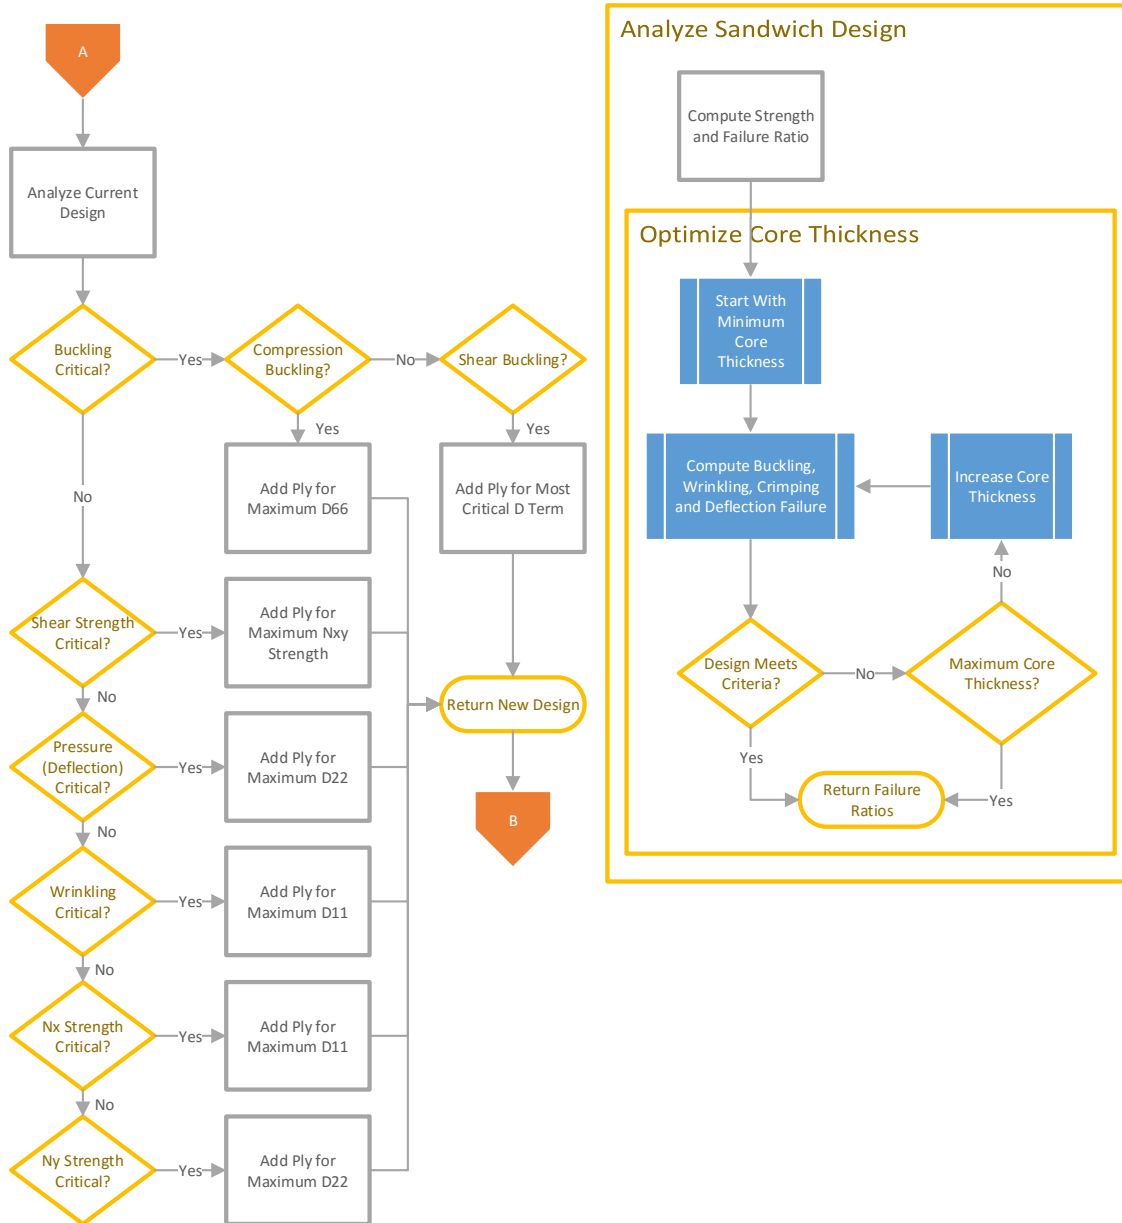 A
Analyze Current
Design
Buckling
Critical?
Yes
Compression
Buckling?
No
Shear Buckling?
Yes
Yes
No
Add Ply for
Maximum D66
Add Ply for Most
Critical D Term
Shear Strength
Critical?
Yes
Add Ply for
Maximum Nxy
Strength
No
Return New Design
Pressure
(Deflection)
Critical?
Yes
Add Ply for
Maximum D22
B
No
Wrinkling
Critical?
Yes
Add Ply for
Maximum D11
No
Nx Strength
Critical?
Yes
Add Ply for
Maximum D11
No
Ny Strength
Critical?
Yes
Add Ply for
Maximum D22
Analyze Sandwich Design
Compute Strength
and Failure Ratio
Optimize Core Thickness
Start With
Minimum
Core
Thickness
Compute Buckling,
Wrinkling, Crimping
and Deflection Failure
Increase Core
Thickness
No
Design Meets
Criteria?
No
Maximum Core
Thickness?
Yes
Return Failure
Ratios
Yes